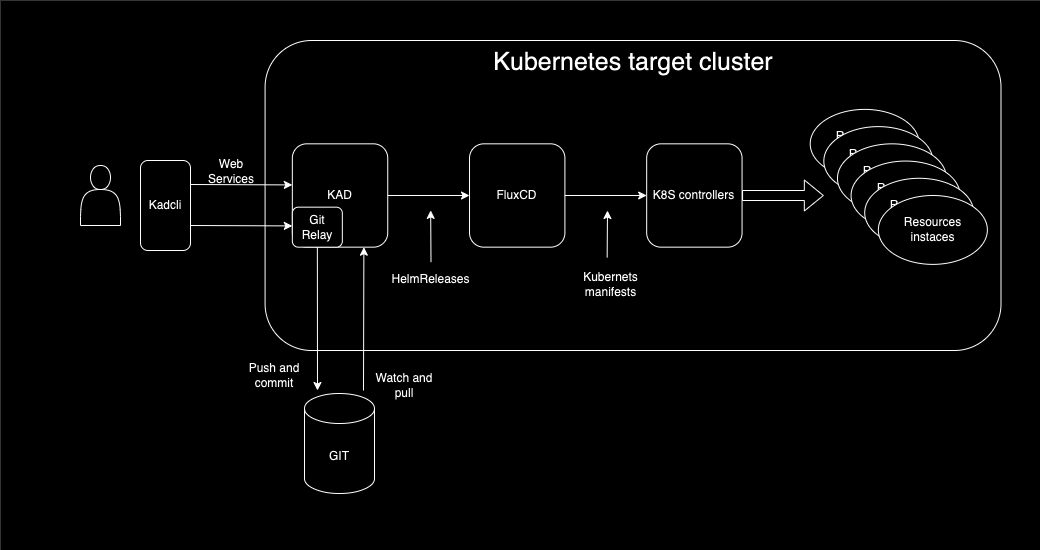 Kubernetes target cluster
Web
Services
Kadcli
KAD
Git
Relay
FluxCD
K8S controllers
R
R
R
R
R
Resources
instaces
HelmReleases
Kubernets
manifests
Push and
commit
Watch and
pull
GIT